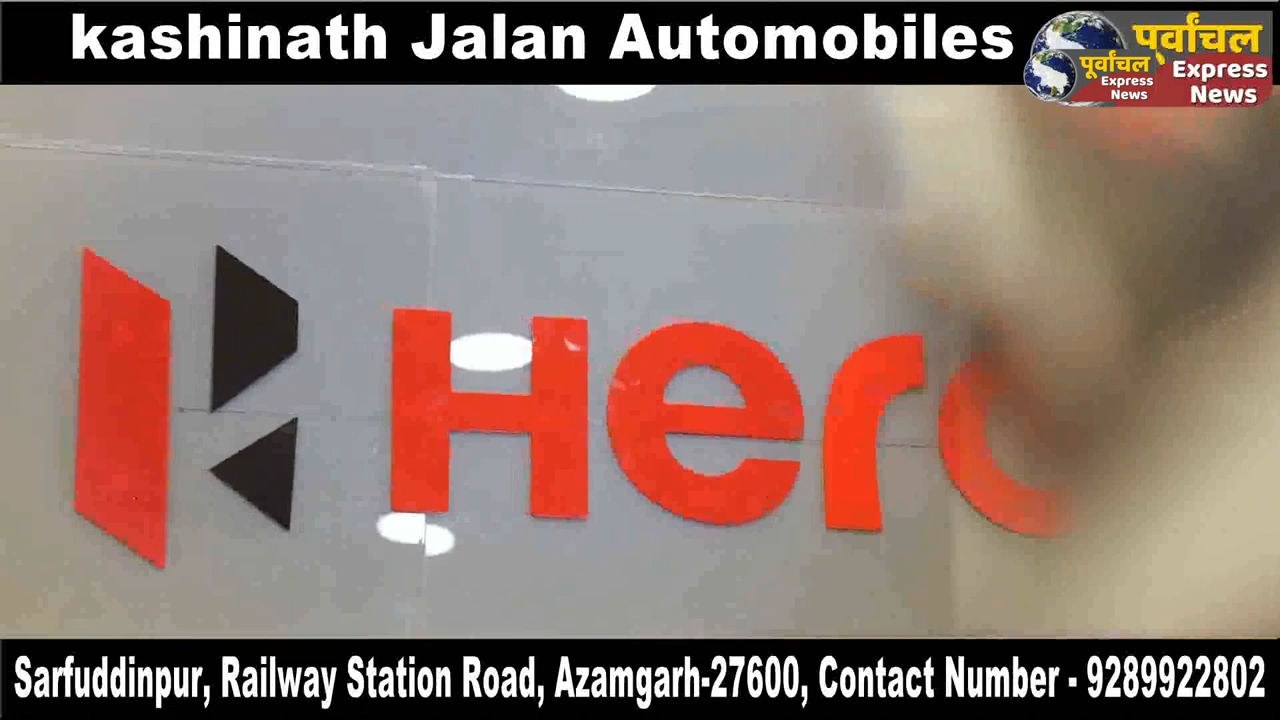 kashinath Jalan Automobiles
पूर्वांचल
Express
News
पूर्वांचल
Express
News
Hero
Sarfuddinpur, Railway Station Road, Azamgarh-27600, Contact Number - 9289922802